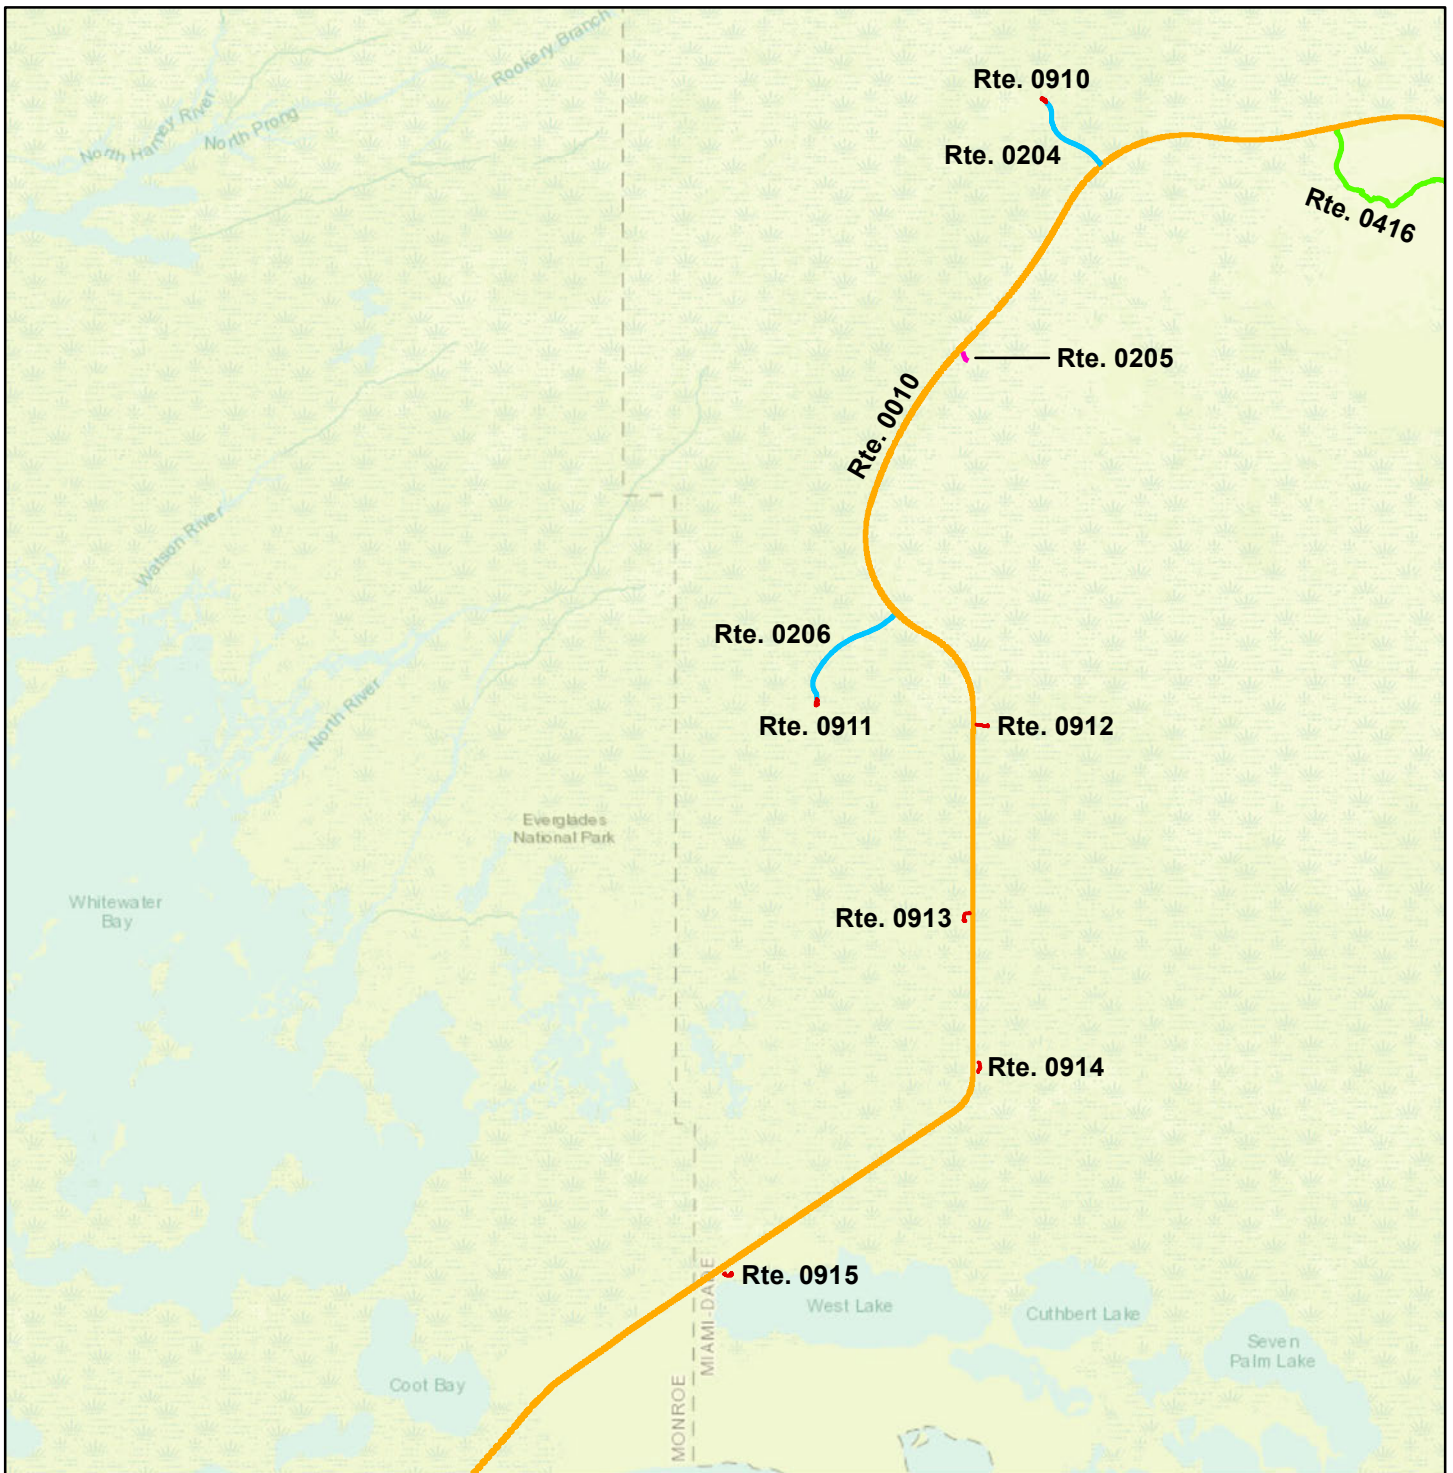 Rookery Branch
Rte. 0910
North Harney River
North Prong
Rte. 0204
Rte. 0416
Rte. 0205
Rte. 0010
Watson River
Rte. 0206
North River
Rte. 0911
Rte. 0912
Everglades
National Park
Whitewater
Bay
Rte. 0913
Rte. 0914
Rte. 0915
MIAMI-DADE
West Lake
Cuthbert Lake
Seven
Palm Lake
Coot Bay
MONROE